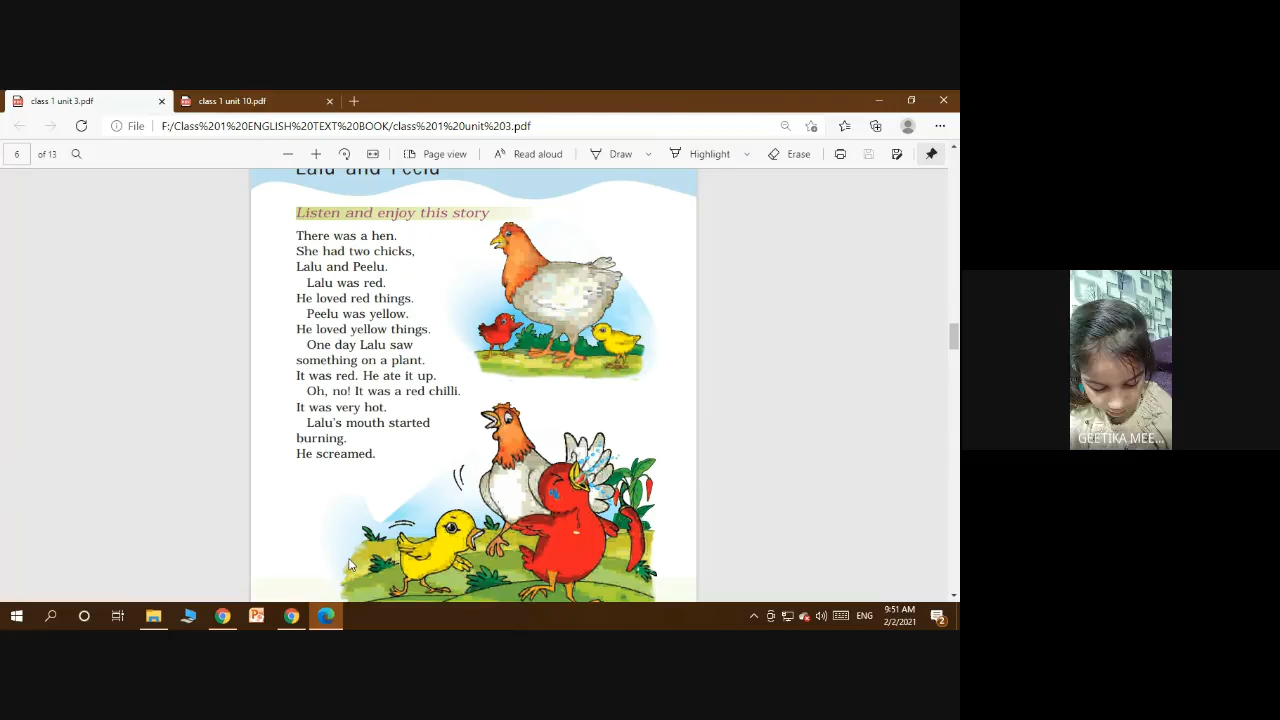 class 1 unit 3.pdf
class 1 unit 10.pdf
File F:/Class%201%20ENGLISH%20TEXT%20BOOK/class%201%20unit%203.pdf
6 of 13 Page view Read aloud Draw Highlight Erase
Lalu and Peelu
Listen and enjoy this story
There was a hen.
She had two chicks,
Lalu and Peelu.
Lalu was red.
He loved red things.
Peelu was yellow.
He loved yellow things.
One day Lalu saw
something on a plant.
It was red. He ate it up.
Oh, no! It was a red chilli.
It was very hot.
Lalu's mouth started
burning.
He screamed.
GEETIKA MEE...
ENG
9:51 AM
2/2/2021
2